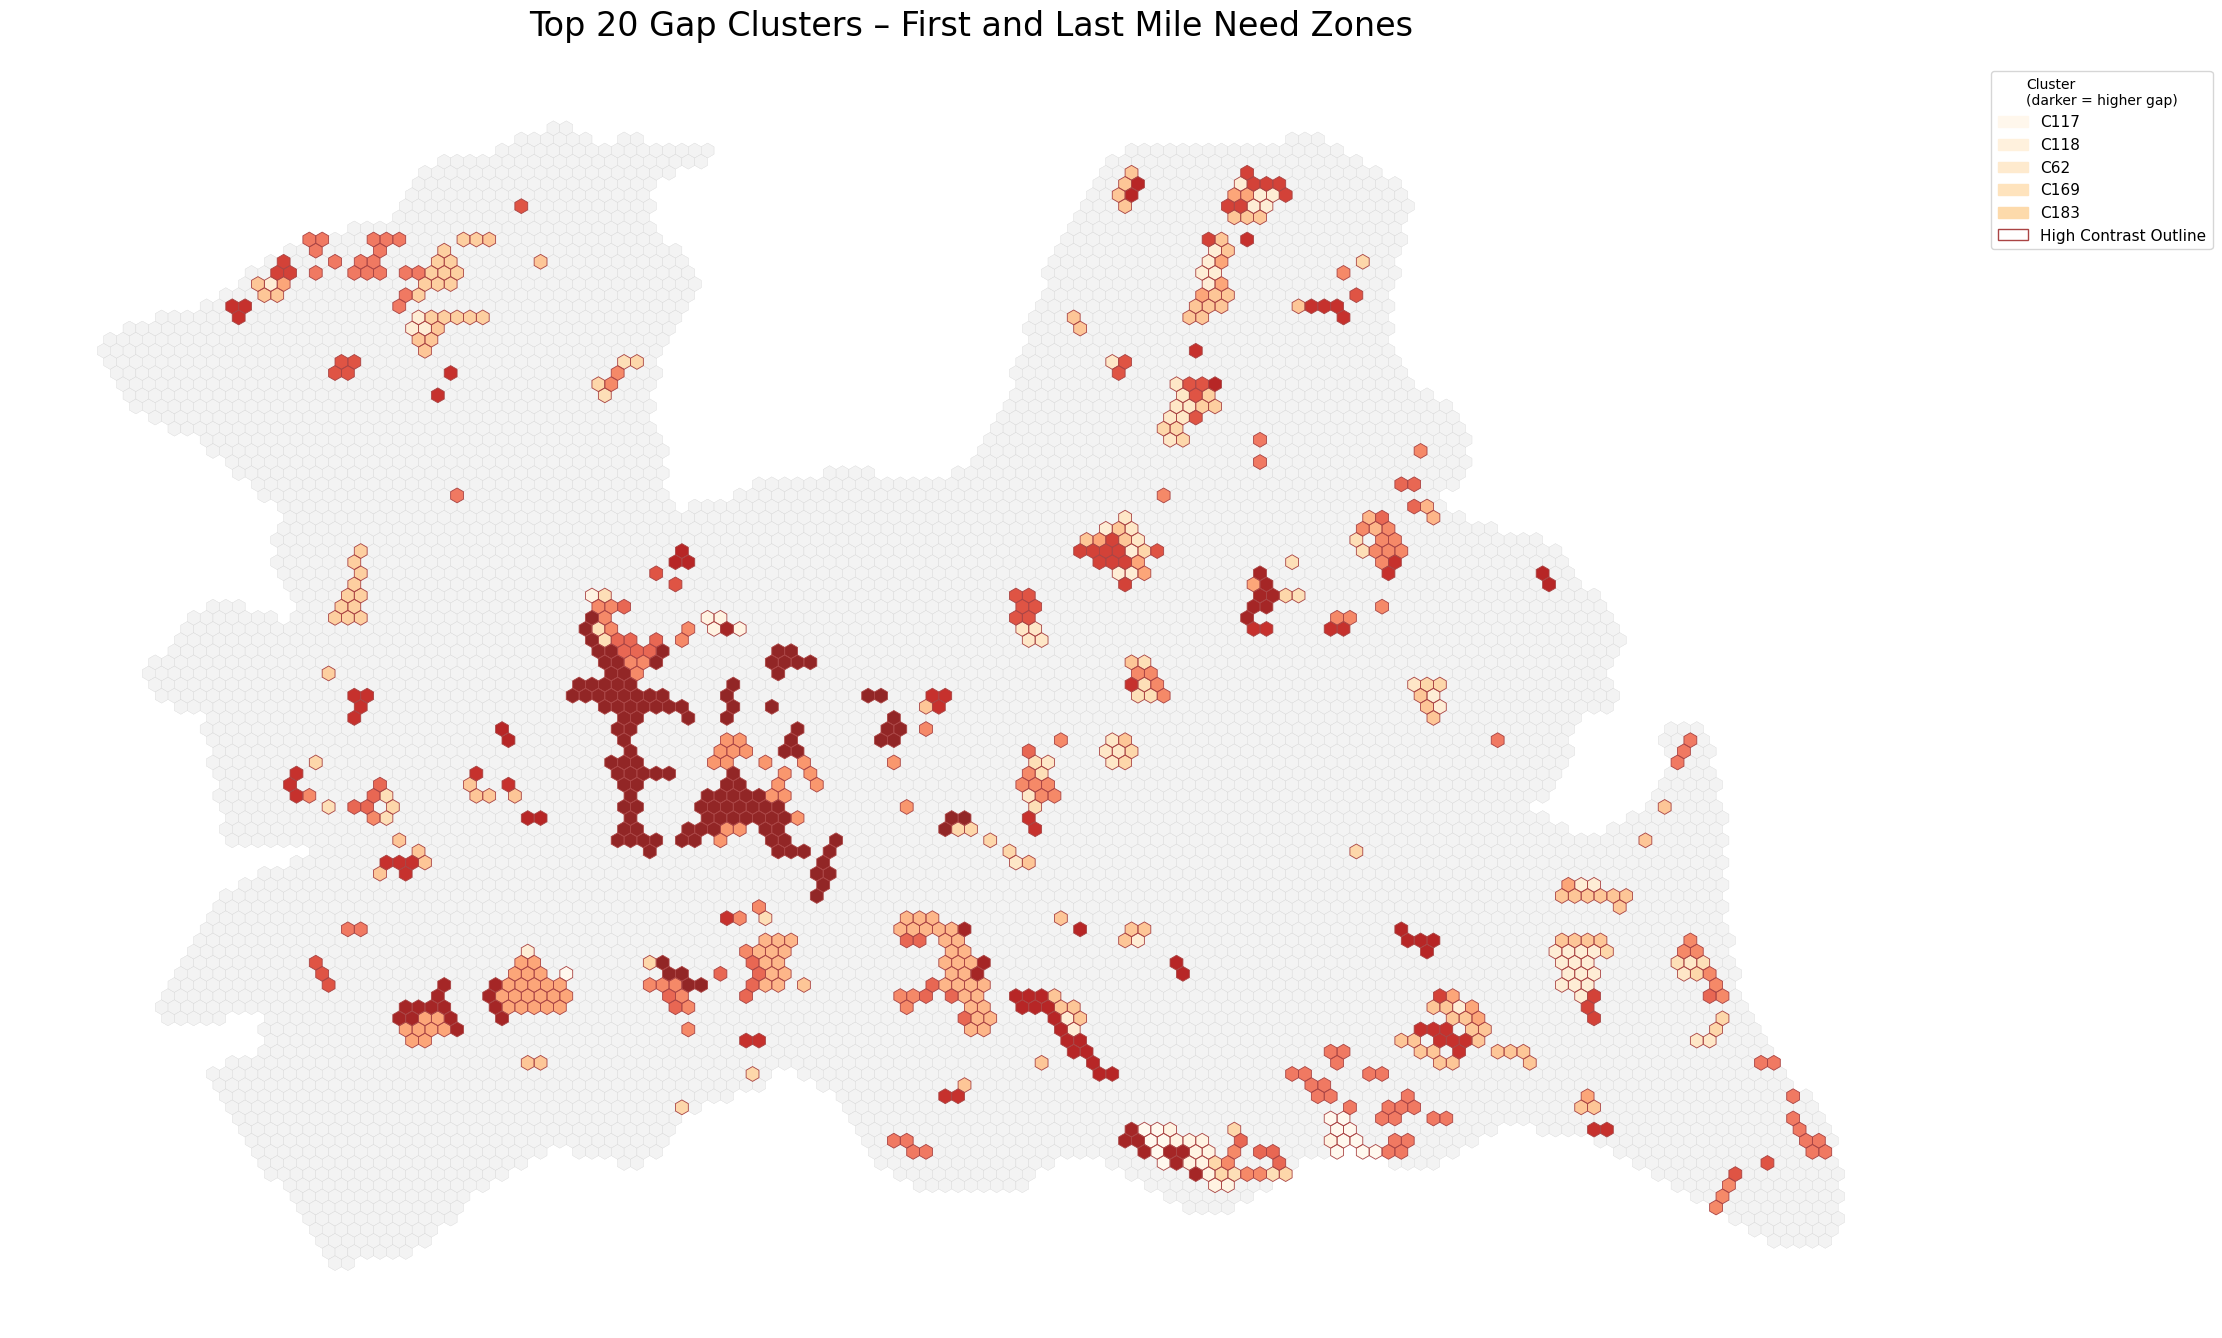 Top 20 Gap Clusters – First and Last Mile Need Zones
Cluster
(darker = higher gap)
C117
C118
C62
C169
C183
High Contrast Outline